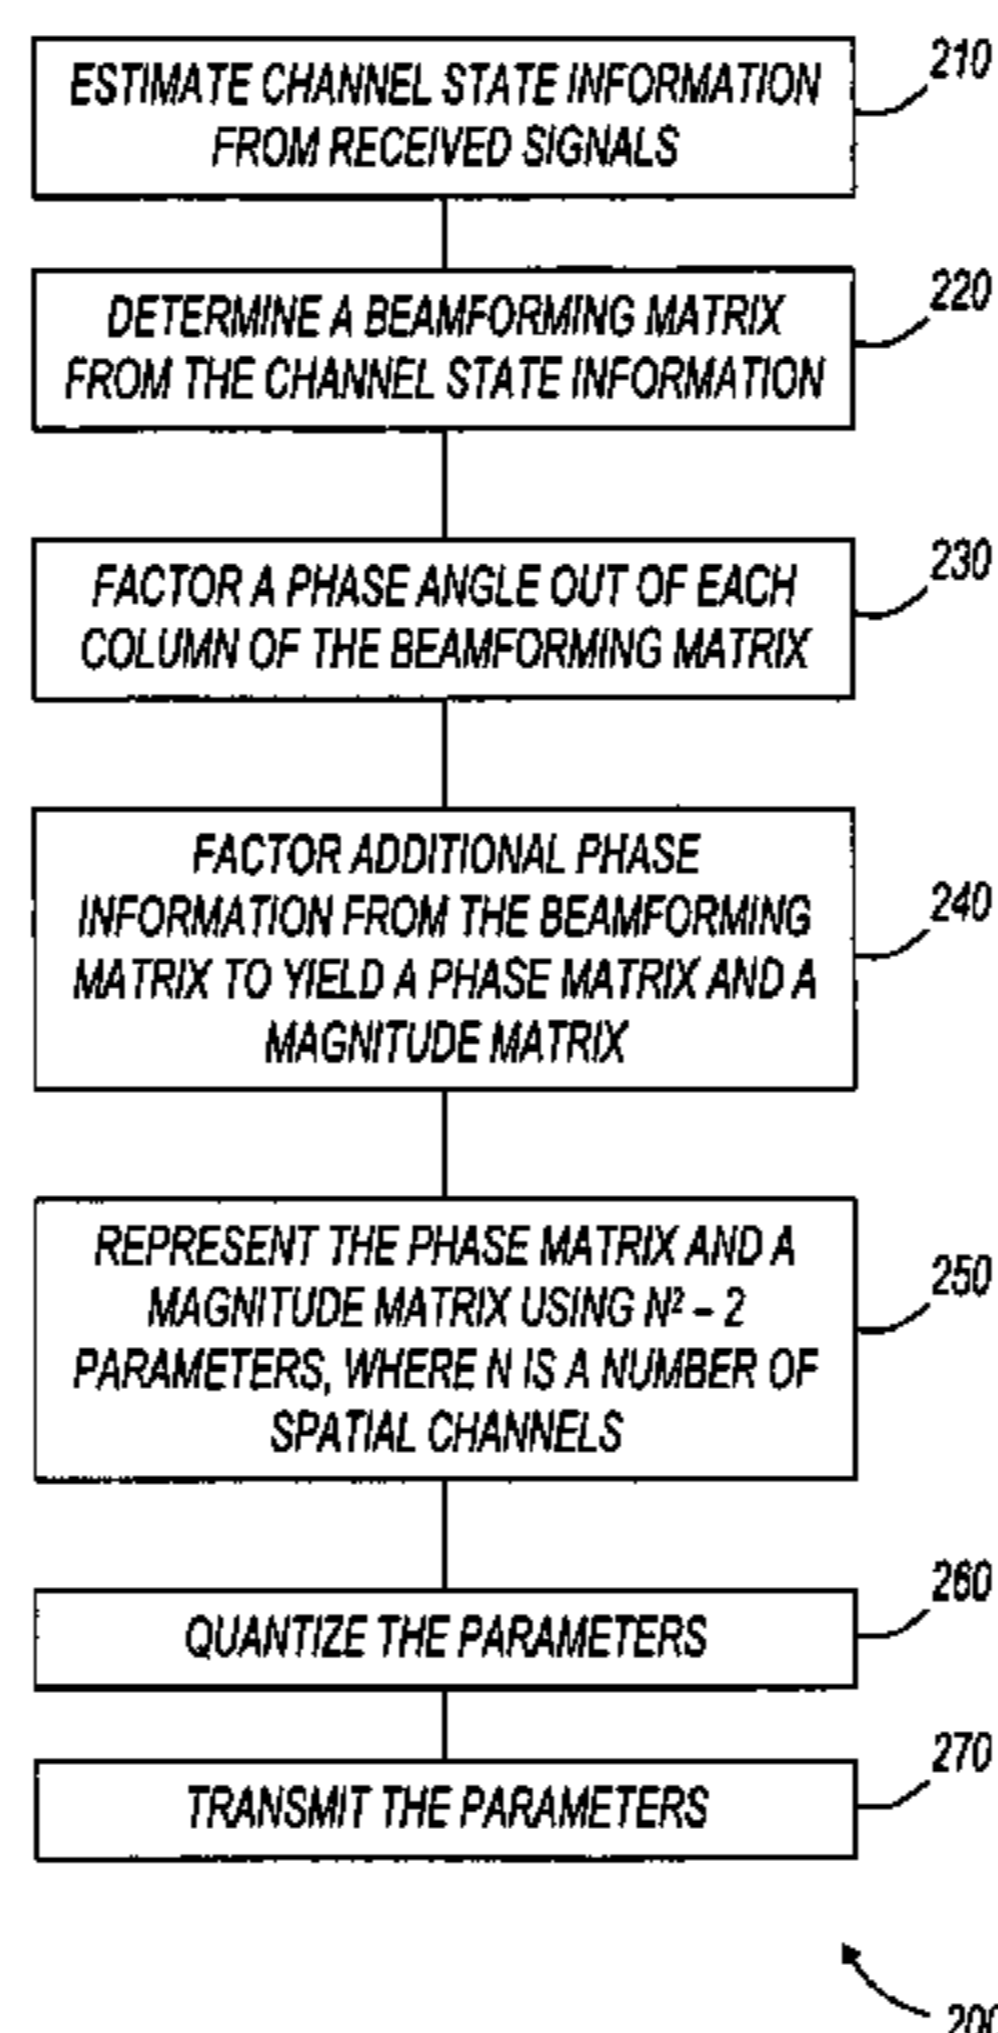 ESTIMATE CHANNEL STATE INFORMATION
FROM RECEIVED SIGNALS
210
DETERMINE A BEAMFORMING MATRIX
FROM THE CHANNEL STATE INFORMATION
220
FACTOR A PHASE ANGLE OUT OF EACH
COLUMN OF THE BEAMFORMING MATRIX
230
FACTOR ADDITIONAL PHASE
INFORMATION FROM THE BEAMFORMING
MATRIX TO YIELD A PHASE MATRIX AND A
MAGNITUDE MATRIX
240
REPRESENT THE PHASE MATRIX AND A
MAGNITUDE MATRIX USING N² – 2
PARAMETERS, WHERE N IS A NUMBER OF
SPATIAL CHANNELS
250
QUANTIZE THE PARAMETERS
260
TRANSMIT THE PARAMETERS
270
200